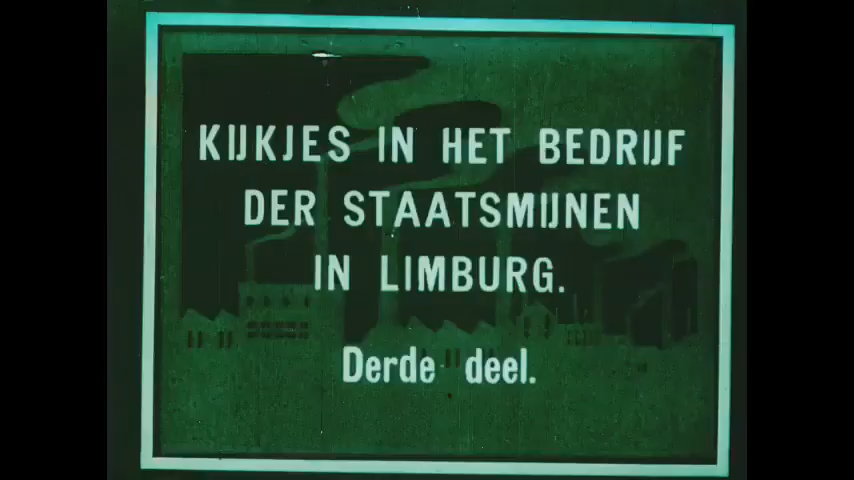 KIJKJES IN HET BEDRIJF
DER STAATSMIJNEN
IN LIMBURG.
Derde deel.